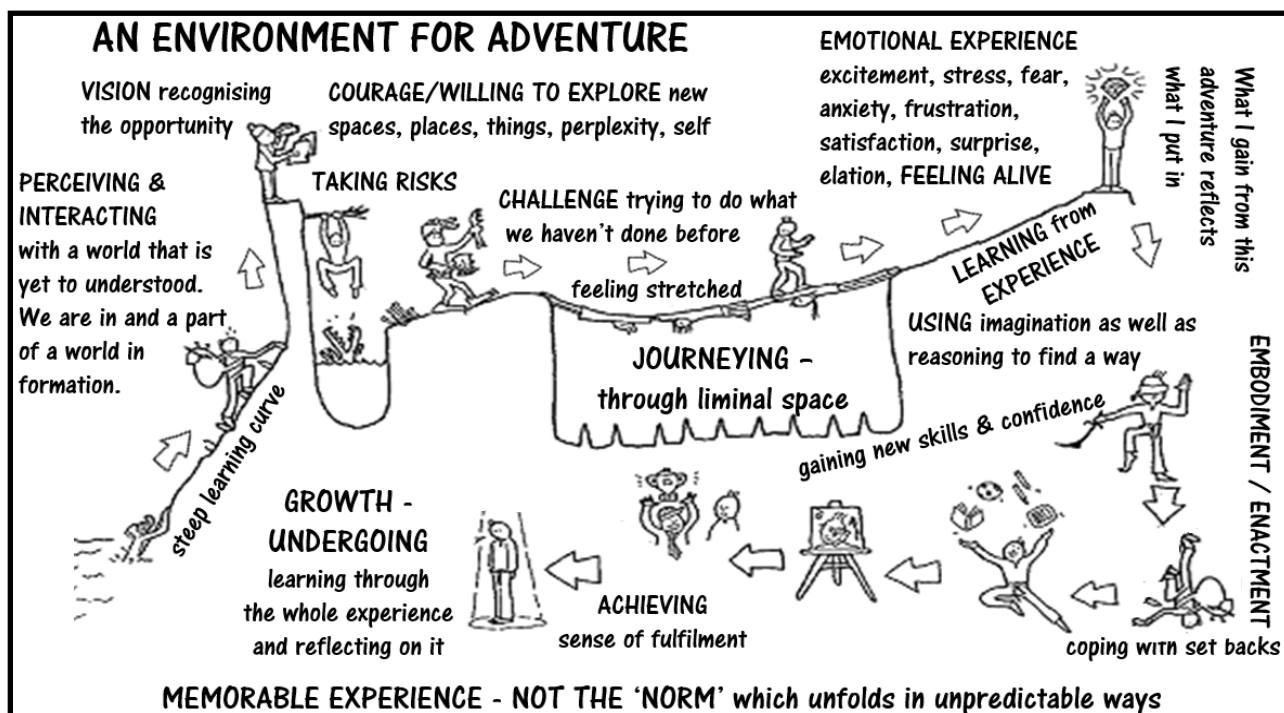 AN ENVIRONMENT FOR ADVENTURE
VISION recognising
the opportunity
COURAGE/WILLING TO EXPLORE new
spaces, places, things, perplexity, self
EMOTIONAL EXPERIENCE
excitement, stress, fear,
anxiety, frustration,
satisfaction, surprise,
elation, FEELING ALIVE
What I gain from this
adventure reflects
what I put in
PERCEIVING &
INTERACTING
with a world that is
yet to understood.
We are in and a part
of a world in
formation.
TAKING RISKS
CHALLENGE trying to do what
we haven't done before
feeling stretched
LEARNING from
EXPERIENCE
JOURNEYING –
through liminal space
USING imagination as well as
reasoning to find a way
EMBODIMENT / ENACTMENT
steep learning curve
gaining new skills & confidence
GROWTH -
UNDERGOING
learning through
the whole experience
and reflecting on it
ACHIEVING
sense of fulfilment
coping WITH set backs
MEMORABLE EXPERIENCE - NOT THE 'NORM' which unfolds in unpredictable ways